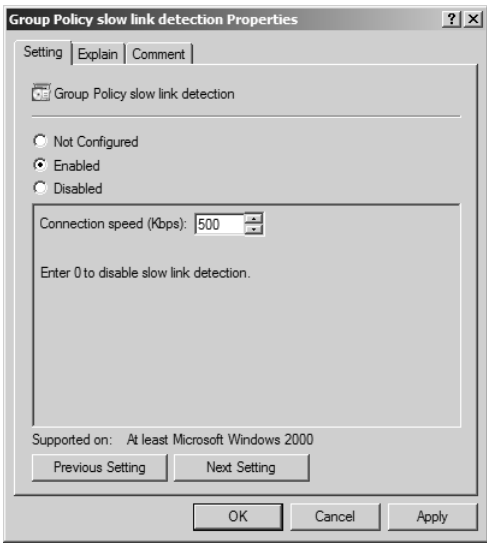 Group Policy slow link detection Properties
Setting Explain Comment
Group Policy slow link detection
Not Configured
Enabled
Disabled
Connection speed (Kbps): 500
Enter 0 to disable slow link detection.
Supported on: At least Microsoft Windows 2000
Previous Setting Next Setting
OK Cancel Apply